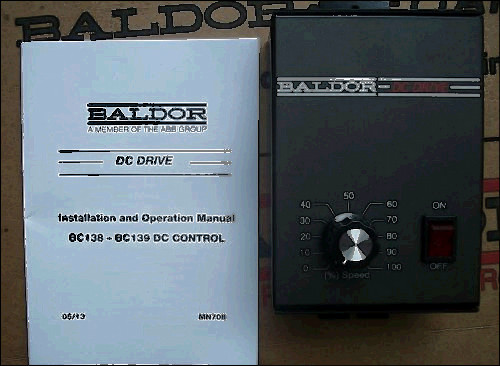 BALDOR
BALDOR
A MEMBER OF THE ABB GROUP
DC DRIVE
Installation and Operation Manual
BC138 - BC139 DC CONTROL
05/13
BALDOR DC DRIVE
50
40 60
30 70
20 80
10 90
0 100
(%) Speed
ON
OFF